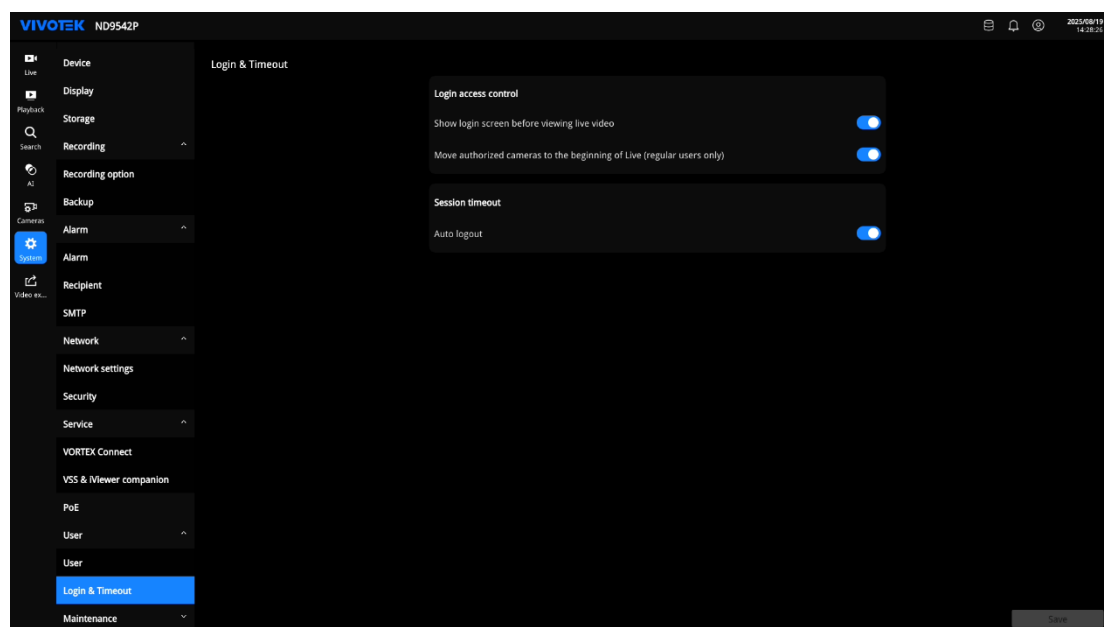 VIVOTEK ND9542P
2025/08/19
14:28:26
Live
Playback
Search
AI
Cameras
System
Video ex...
Device
Display
Storage
Recording
Recording option
Backup
Alarm
Alarm
Recipient
SMTP
Network
Network settings
Security
Service
VORTEX Connect
VSS & iViewer companion
PoE
User
User
Login & Timeout
Maintenance
Login & Timeout
Login access control
Show login screen before viewing live video
Move authorized cameras to the beginning of Live (regular users only)
Session timeout
Auto logout
Save